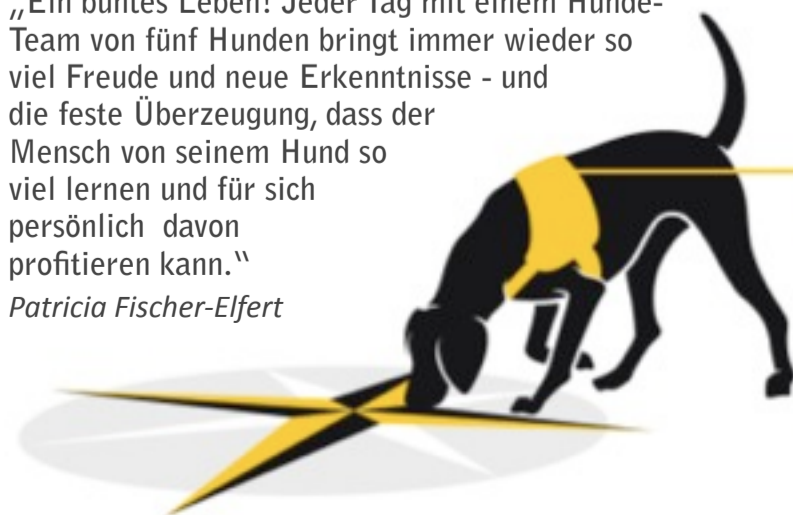 „Ein buntes Leben! Jeder Tag mit einem Hunde-
Team von fünf Hunden bringt immer wieder so
viel Freude und neue Erkenntnisse - und
die feste Überzeugung, dass der
Mensch von seinem Hund so
viel lernen und für sich
persönlich davon
profitieren kann.“
Patricia Fischer-Elfert